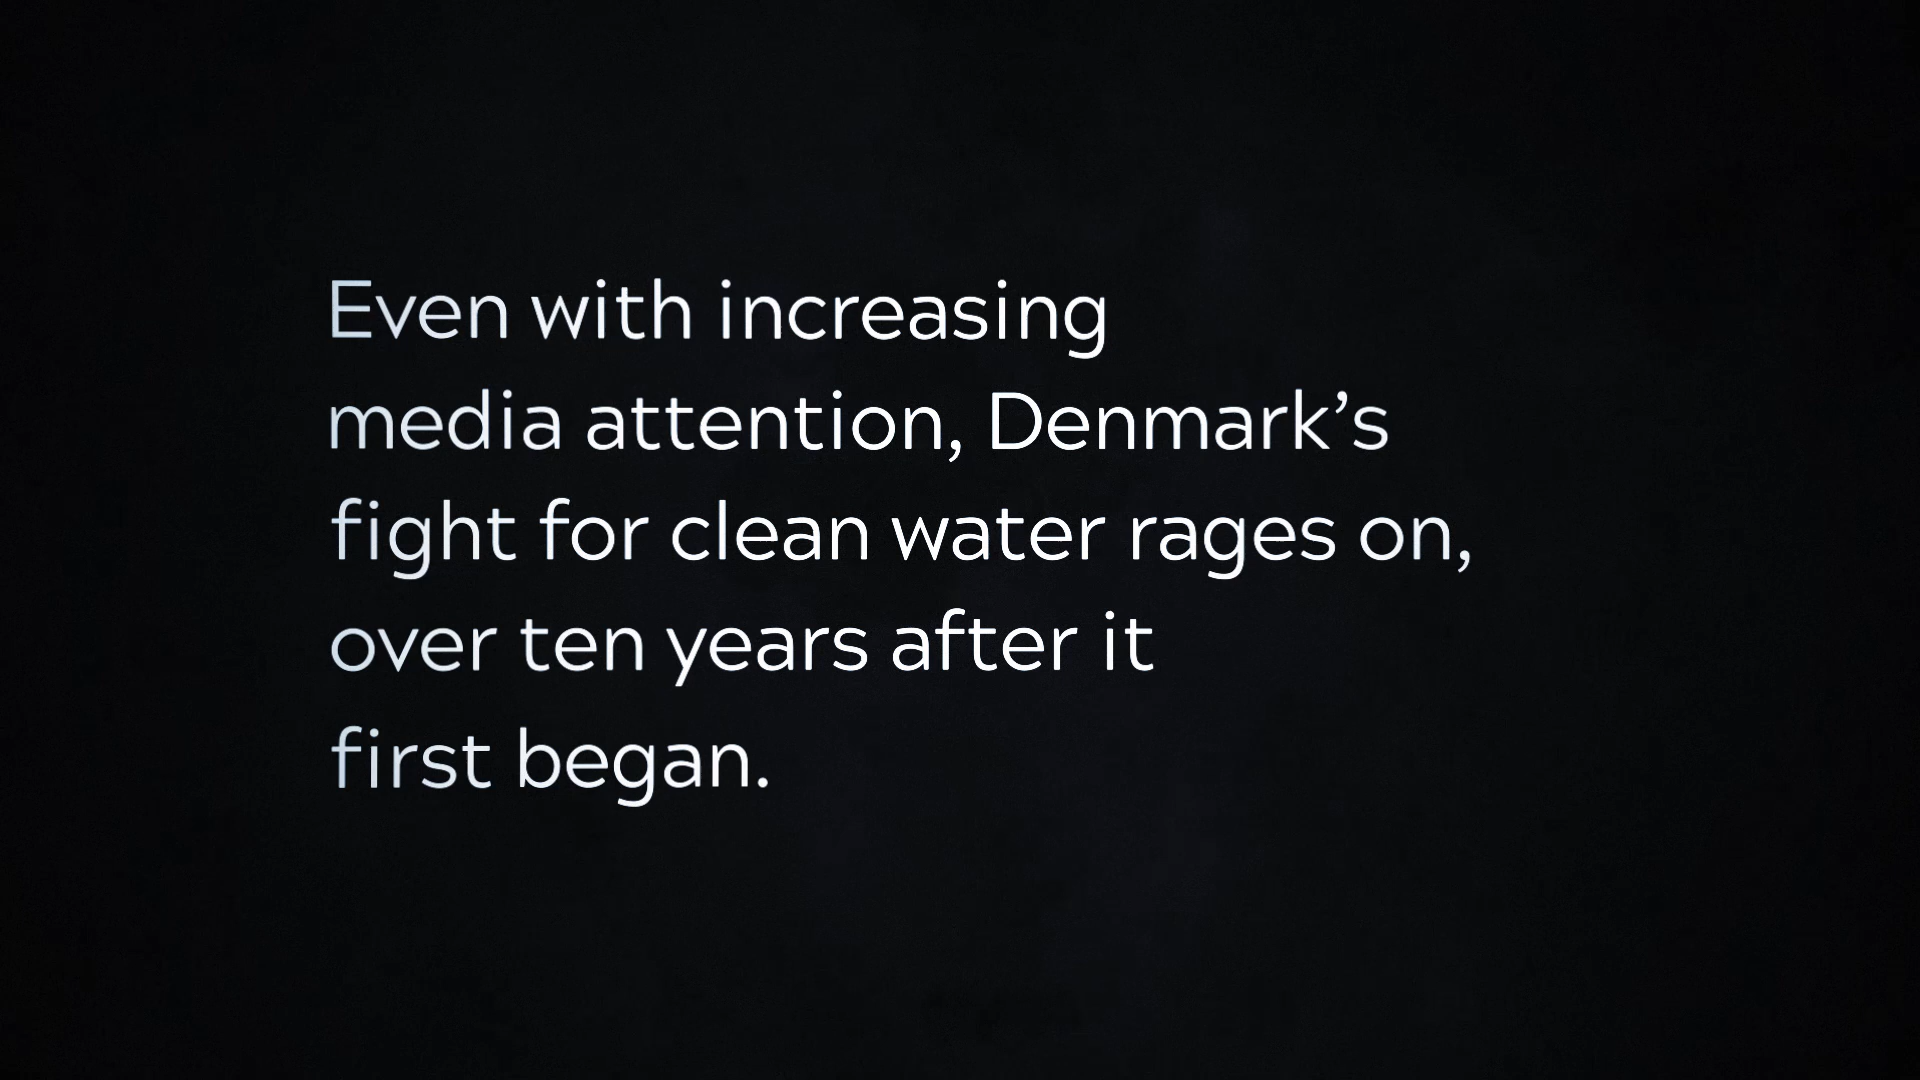 Even with increasing
media attention, Denmark’s
fight for clean water rages on,
over ten years after it
first began.